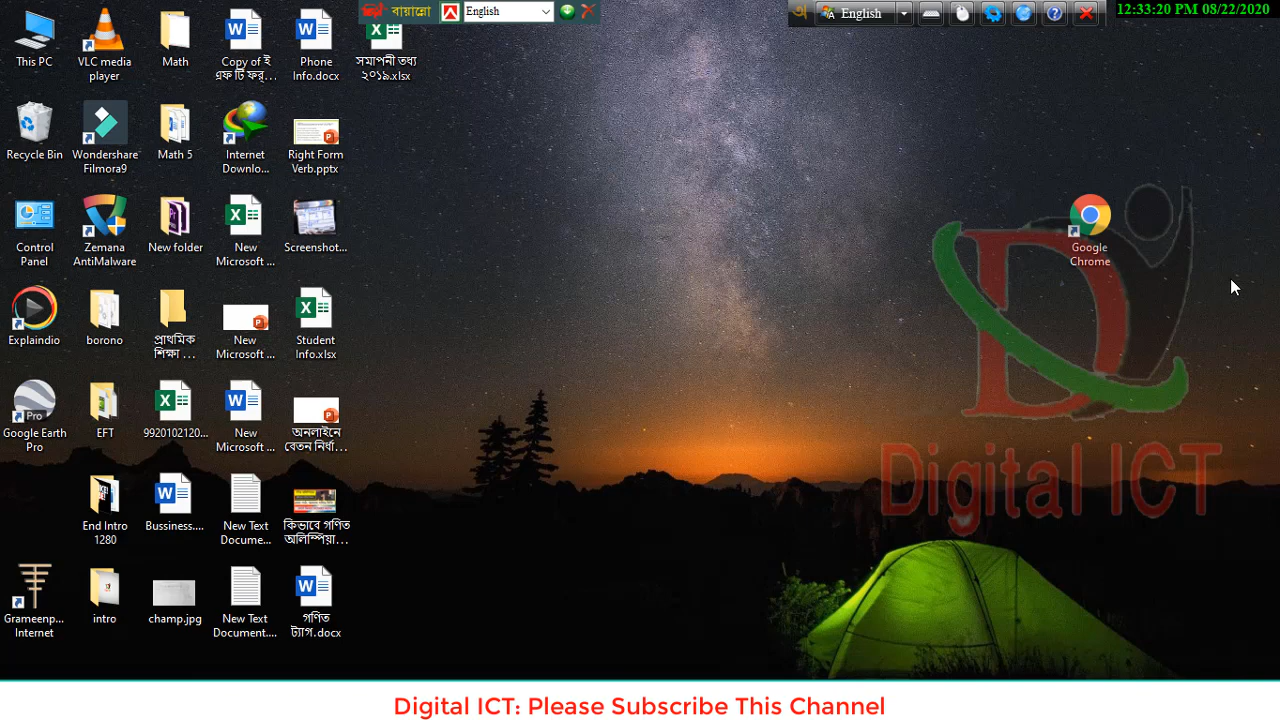 বায়ান্নো
English
অ
English
12:33:20 PM 08/22/2020
This PC
VLC media
player
Math
Copy of ই
এফ টি ফর্...
Phone
Info.docx
সমাপনী তথ্য
২০১৯.xlsx
Recycle Bin
Wondershare
Filmora9
Math 5
Internet
Downlo...
Right Form
Verb.pptx
Control
Panel
Zemana
AntiMalware
New folder
New
Microsoft ...
Screenshot...
Google
Chrome
Explaindio
borono
প্রাথমিক
শিক্ষা ...
New
Microsoft ...
Student
Info.xlsx
Pro
Google Earth
Pro
EFT
9920102120...
New
Microsoft ...
অনলাইনে
বেতন নির্ধা...
Digital ICT
End Intro
1280
Bussiness....
New Text
Docume...
কিভাবে গণিত
অলিম্পিয়া...
Grameenp...
Internet
intro
champ.jpg
New Text
Document....
গণিত
ট্যাগ.docx
Digital ICT: Please Subscribe This Channel